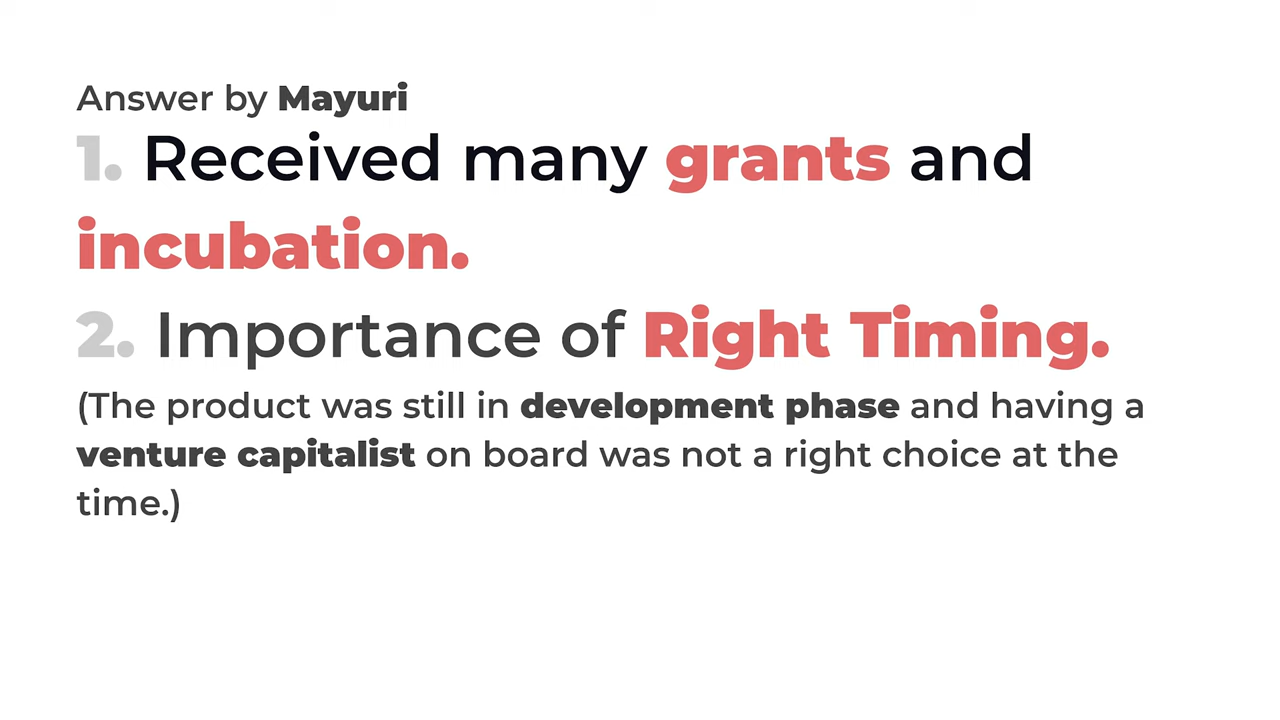 Answer by Mayuri
1. Received many grants and
incubation.
2. Importance of Right Timing.
(The product was still in development phase and having a
venture capitalist on board was not a right choice at the
time.)